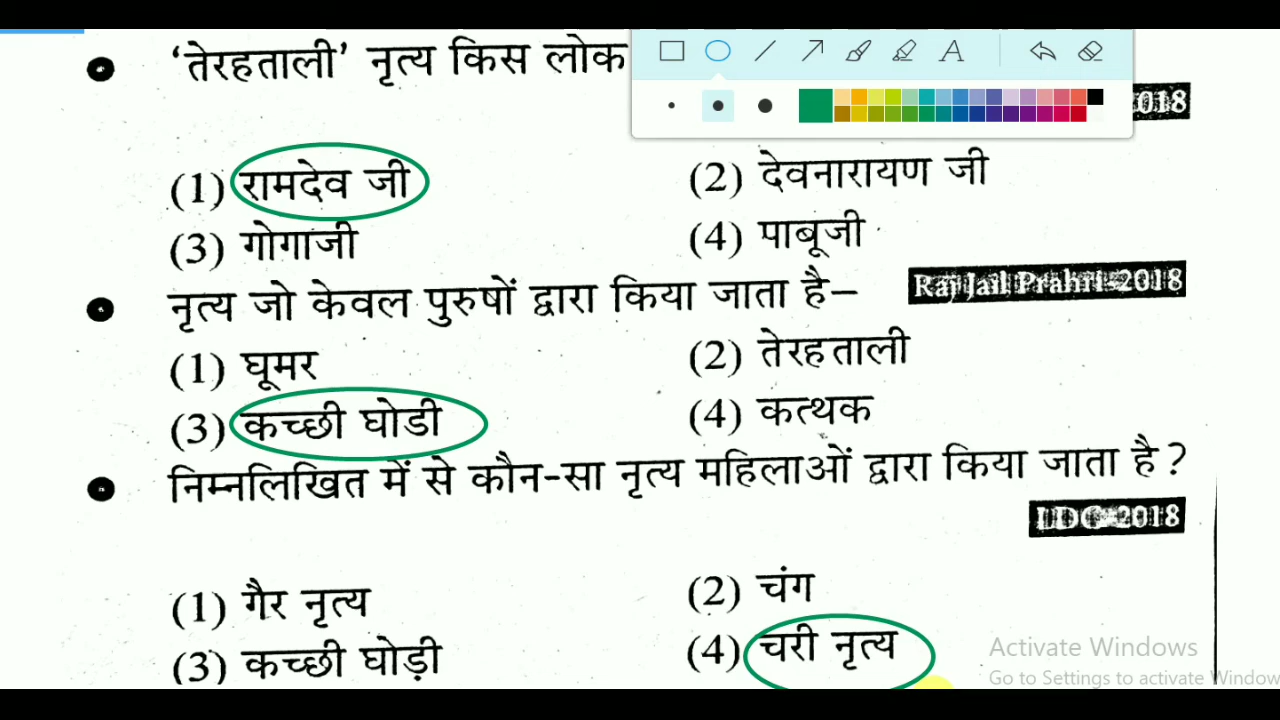 'तेरहताली' नृत्य किस लोक
018
(1) रामदेव जी (2) देवनारायण जी
(3) गोगाजी (4) पाबूजी
नृत्य जो केवल पुरुषों द्वारा किया जाता है–
Raj Jail Prahri-2018
(1) घूमर (2) तेरहताली
(3) कच्छी घोडी (4) कत्थक
निम्नलिखित में से कौन-सा नृत्य महिलाओं द्वारा किया जाता है?
LDC-2018
(1) गैर नृत्य (2) चंग
(3) कच्छी घोड़ी (4) चरी नृत्य
A
Activate Windows
Go to Settings to activate Window